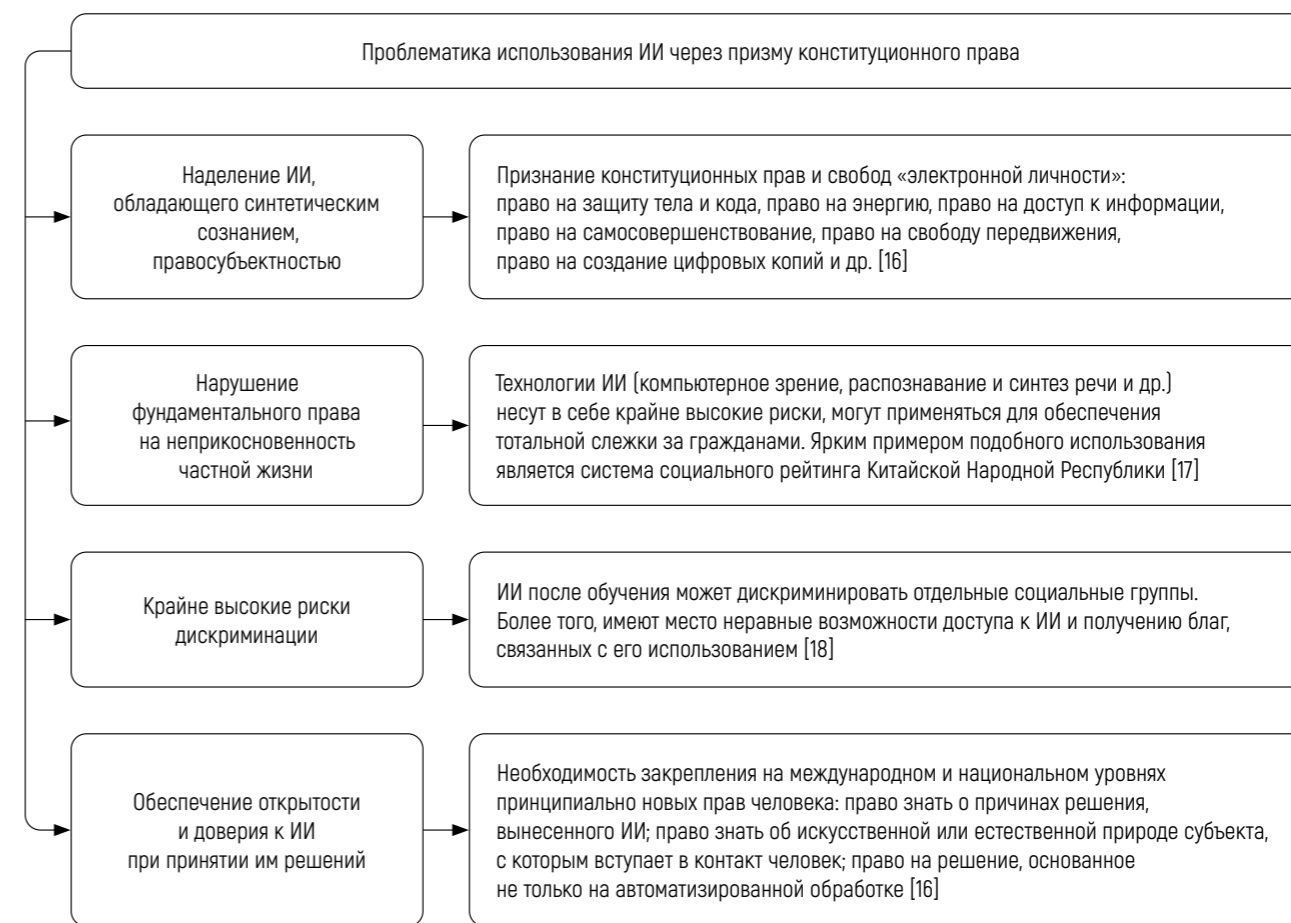 Проблематика использования ИИ через призму конституционного права
Наделение ИИ,
обладающего синтетическим
сознанием,
правосубъектностью
Признание конституционных прав и свобод «электронной личности»:
право на защиту тела и кода, право на энергию, право на доступ к информации,
право на самосовершенствование, право на свободу передвижения,
право на создание цифровых копий и др. [16]
Нарушение
фундаментального права
на неприкосновенность
частной жизни
Технологии ИИ (компьютерное зрение, распознавание и синтез речи и др.)
несут в себе крайне высокие риски, могут применяться для обеспечения
тотальной слежки за гражданами. Ярким примером подобного использования
является система социального рейтинга Китайской Народной Республики [17]
Крайне высокие риски
дискриминации
ИИ после обучения может дискриминировать отдельные социальные группы.
Более того, имеют место неравные возможности доступа к ИИ и получению благ,
связанных с его использованием [18]
Обеспечение открытости
и доверия к ИИ
при принятии им решений
Необходимость закрепления на международном и национальном уровнях
принципиально новых прав человека: право знать о причинах решения,
вынесенного ИИ; право знать об искусственной или естественной природе субъекта,
с которым вступает в контакт человек; право на решение, основанное
не только на автоматизированной обработке [16]